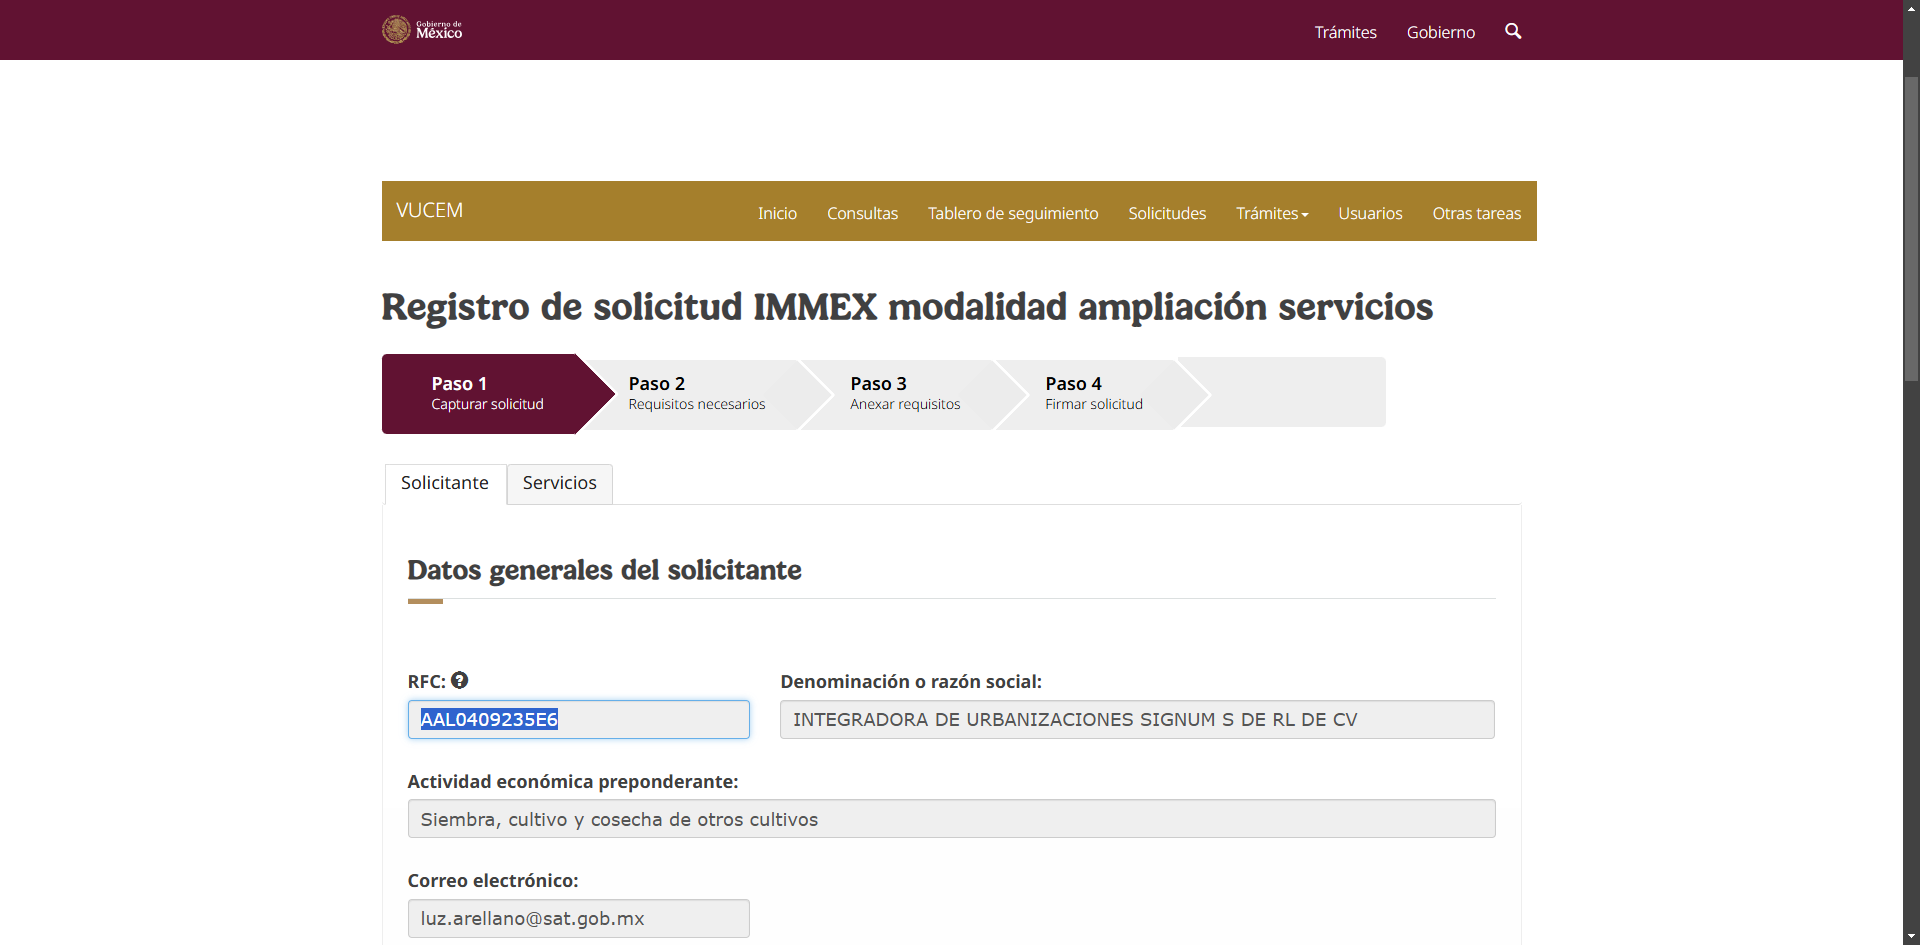 Gobierno de
México
Trámites Gobierno
VUCEM Inicio Consultas Tablero de seguimiento Solicitudes Trámites Usuarios Otras tareas
Registro de solicitud IMMEX modalidad ampliación servicios
Paso 1 Paso 2 Paso 3 Paso 4
Capturar solicitud Requisitos necesarios Anexar requisitos Firmar solicitud
Solicitante Servicios
Datos generales del solicitante
RFC: Denominación o razón social:
AAL0409235E6 INTEGRADORA DE URBANIZACIONES SIGNUM S DE RL DE CV
Actividad económica preponderante:
Siembra, cultivo y cosecha de otros cultivos
Correo electrónico:
luz.arellano@sat.gob.mx